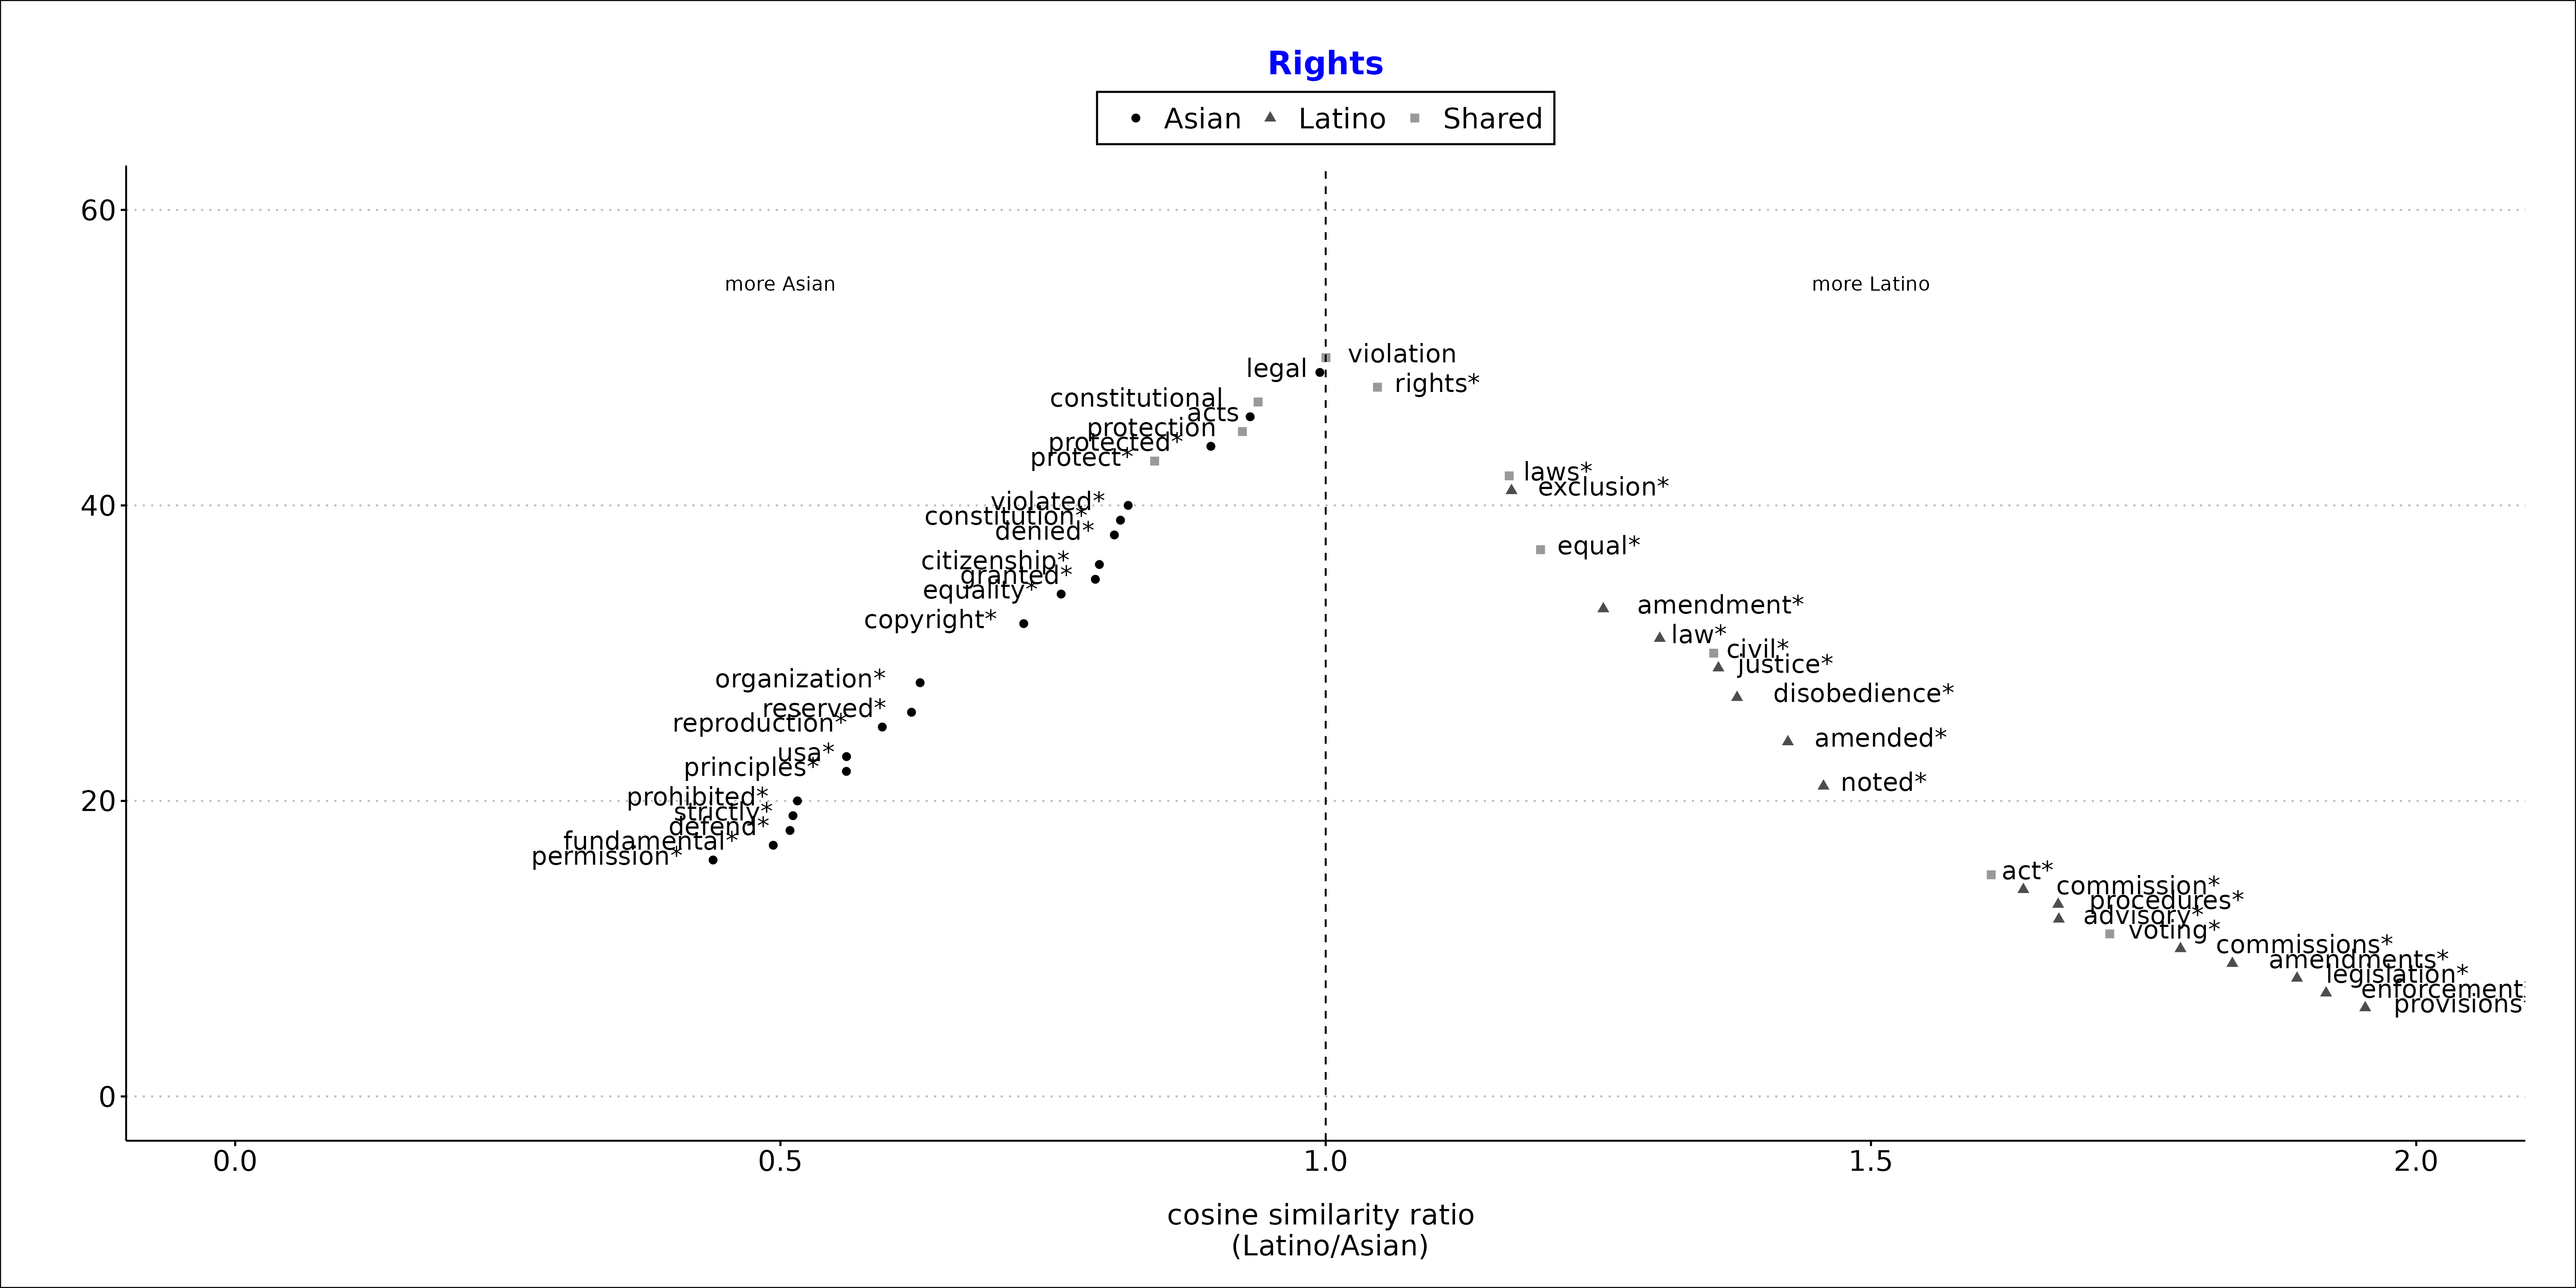 Rights
Asian Latino Shared
60
more Asian more Latino
violation
legal
rights*
constitutional
acts
protection
protected*
protect*
laws*
exclusion*
40
violated*
constitution*
denied*
equal*
citizenship*
granted*
equality*
amendment*
copyright*
law*
civil*
justice*
organization*
disobedience*
reserved*
reproduction*
amended*
usa*
principles*
noted*
20
prohibited*
strictly*
defend*
fundamental*
permission*
act*
commission*
procedures*
advisory*
voting*
commissions*
amendments*
legislation*
enforcement
provisions
0
0.0 0.5 1.0 1.5 2.0
cosine similarity ratio
(Latino/Asian)